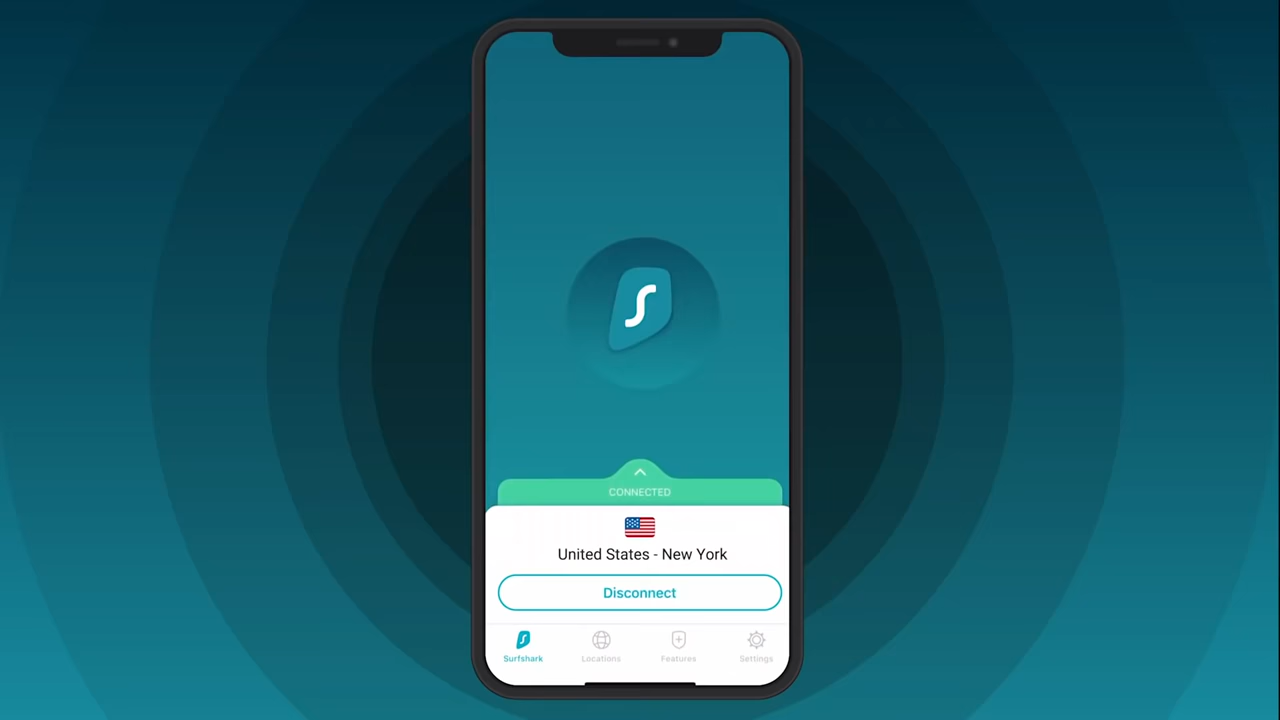 CONNECTED
United States - New York
Disconnect
Surfshark
Locations
Features
Settings